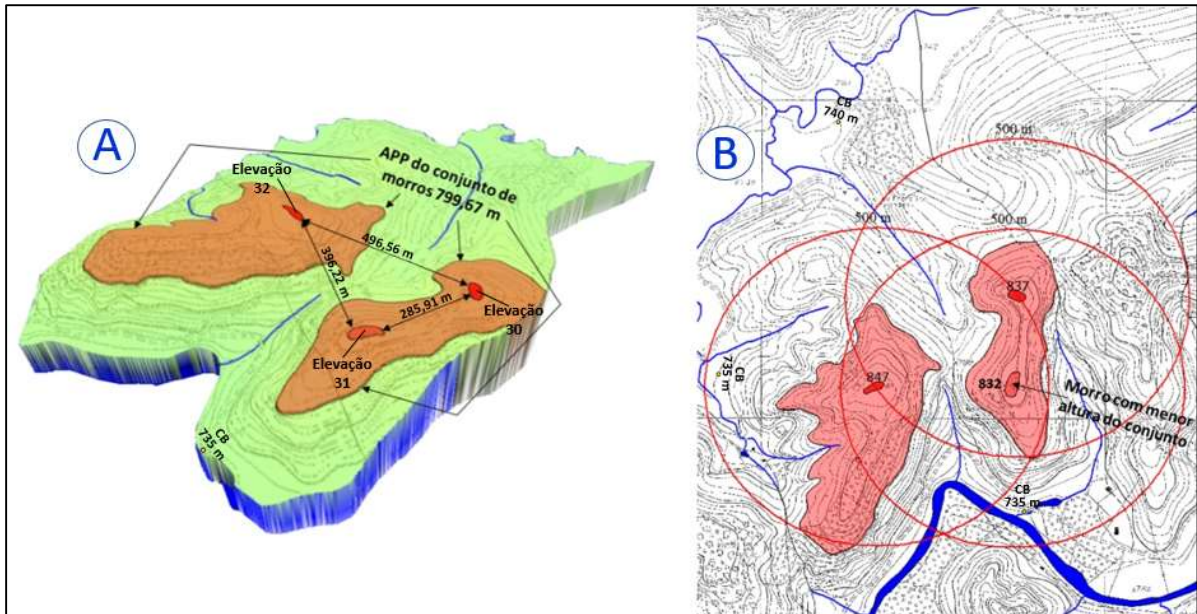 A
Elevação
32
APP do conjunto de
morros 799,67 m
496,56 m
396,22 m
285,91 m
Elevação
30
Elevação
31
CB
735 m
B
CB
740 m
500 m
500 m
500 m
837
847
832
CB
735 m
Morro com menor
altura do conjunto
CB
735 m